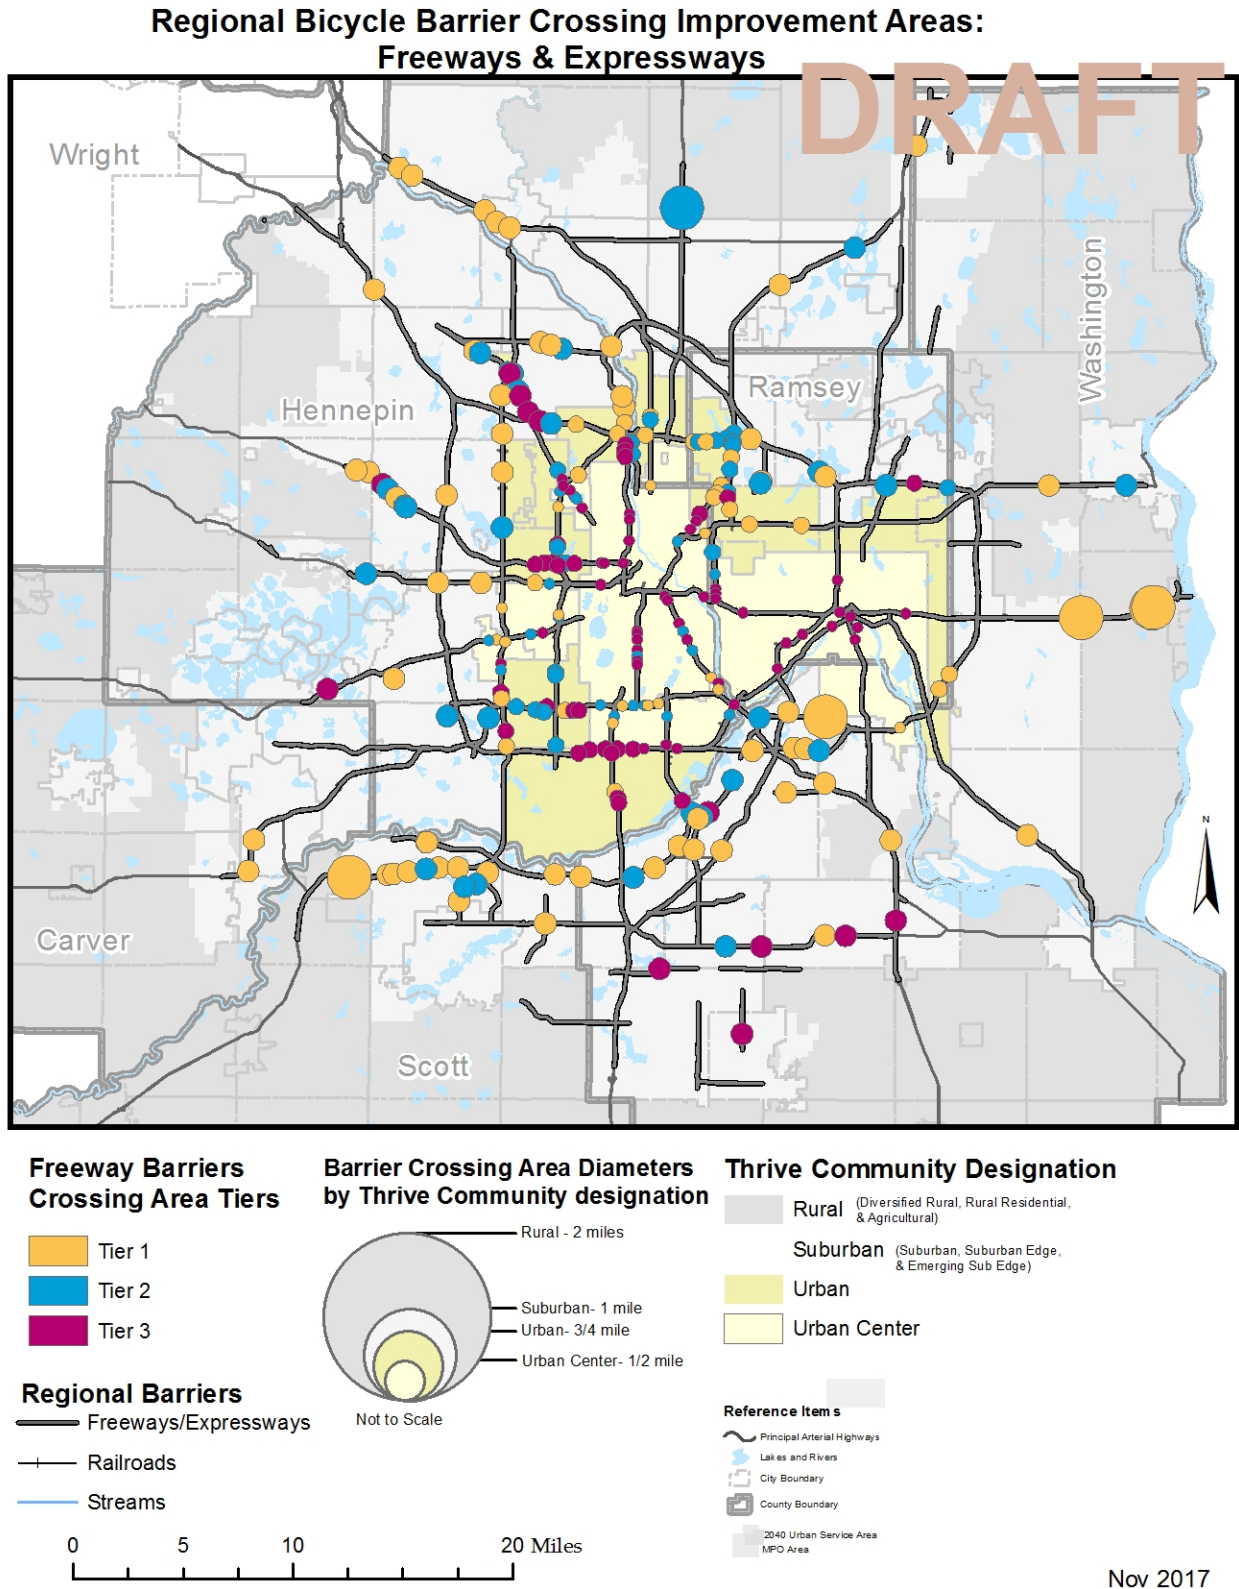 Regional Bicycle Barrier Crossing Improvement Areas:
Freeways & Expressways
DRAFT
Wright
Washington
Ramsey
Hennepin
Carver
Scott
N
Freeway Barriers
Crossing Area Tiers
Tier 1
Tier 2
Tier 3
Regional Barriers
Freeways/Expressways
Railroads
Streams
0 5 10 20 Miles
Barrier Crossing Area Diameters
by Thrive Community designation
Rural - 2 miles
Suburban- 1 mile
Urban- 3/4 mile
Urban Center- 1/2 mile
Not to Scale
Thrive Community Designation
Rural (Diversified Rural, Rural Residential,
& Agricultural)
Suburban (Suburban, Suburban Edge,
& Emerging Sub Edge)
Urban
Urban Center
Reference Items
Principal Arterial Highways
Lakes and Rivers
City Boundary
County Boundary
2040 Urban Service Area
MPO Area
Nov 2017